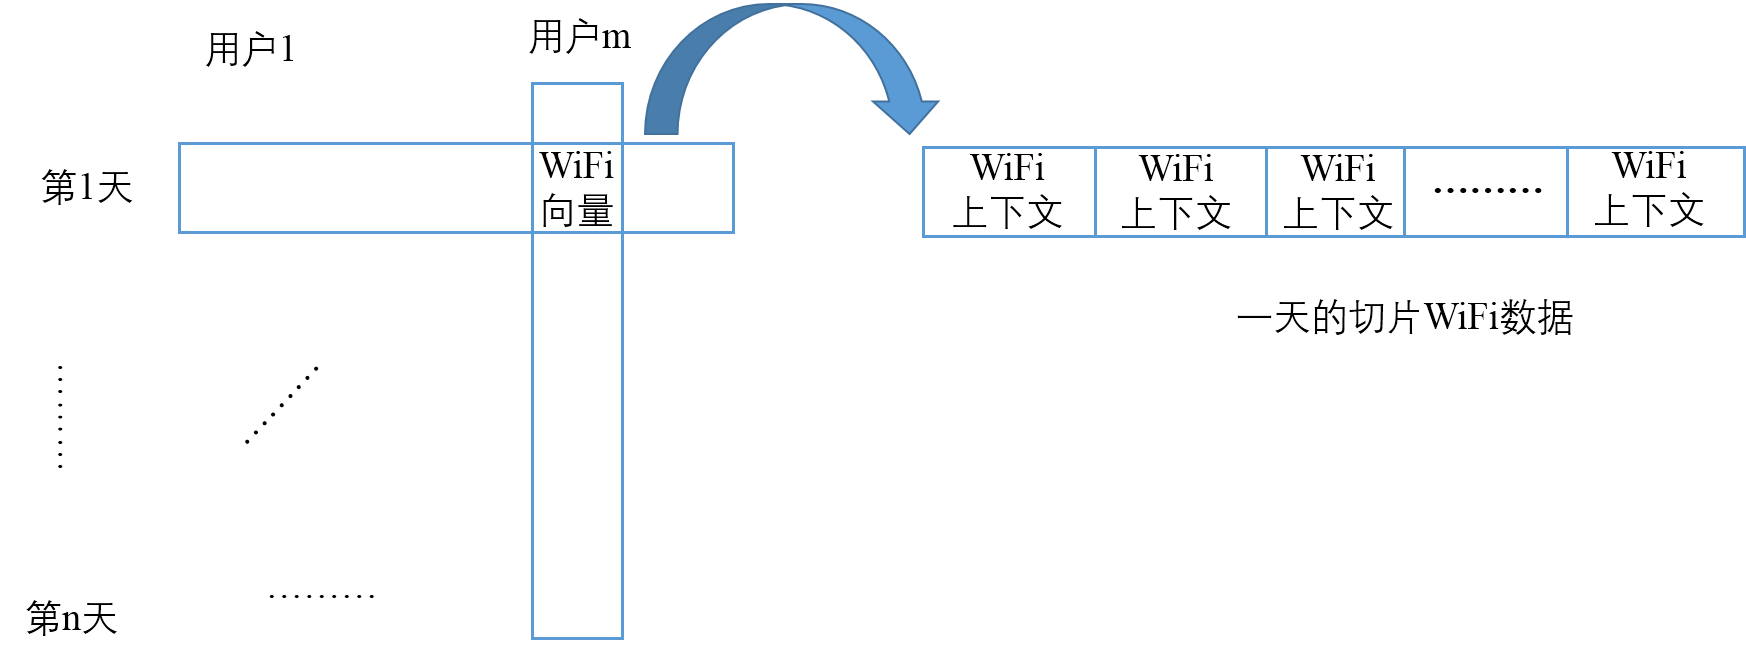 用户1
用户m
第1天
WiFi
向量
WiFi
上下文
WiFi
上下文
WiFi
上下文
………
WiFi
上下文
一天的切片WiFi数据
第n天
………